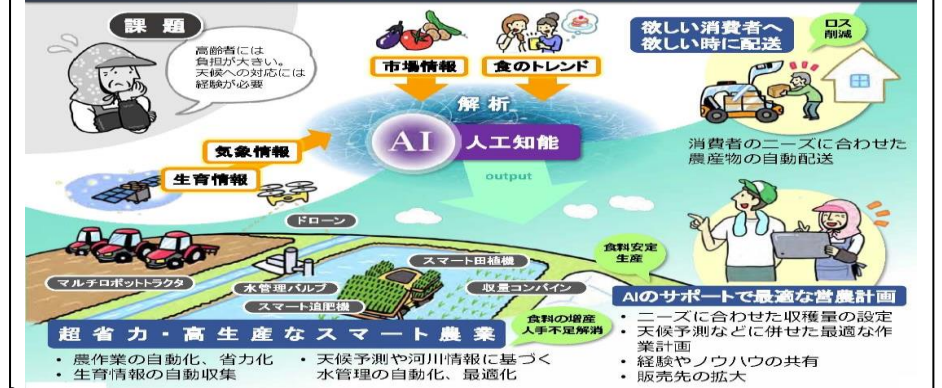 課題
高齢者には
負担が大きい。
天候への対応には
経験が必要
市場情報
食のトレンド
解析
AI 人工知能
output
気象情報
生育情報
欲しい消費者へ
欲しい時に配送
ロス
削減
消費者のニーズに合わせた
農産物の自動配送
ドローン
マルチロボットトラクタ
水管理バルブ
スマート追肥機
スマート田植機
収量コンバイン
食料安定
生産
食料の増産
人手不足解消
超省力・高生産なスマート農業
・農作業の自動化、省力化
・生育情報の自動収集
・天候予測や河川情報に基づく
水管理の自動化、最適化
AIのサポートで最適な営農計画
・ニーズに合わせた収穫量の設定
・天候予測などに併せた最適な作
業計画
・経験やノウハウの共有
・販売先の拡大